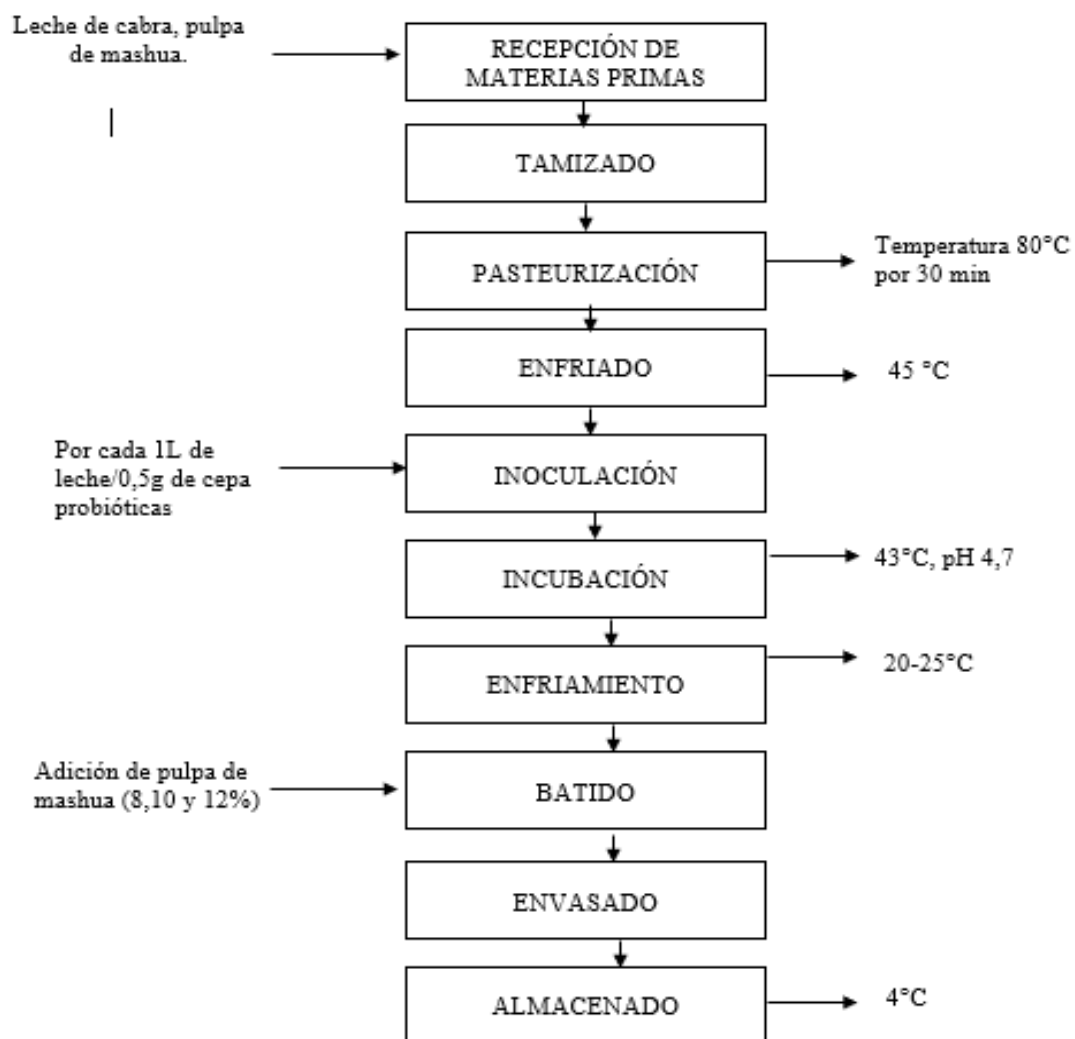 Leche de cabra, pulpa
de mashua.
RECEPCIÓN DE
MATERIAS PRIMAS
TAMIZADO
PASTEURIZACIÓN
Temperatura 80°C
por 30 min
ENFRIADO
45 °C
Por cada 1L de
leche/0,5g de cepa
probióticas
INOCULACIÓN
INCUBACIÓN
43°C, pH 4,7
ENFRIAMIENTO
20-25°C
Adición de pulpa de
mashua (8,10 y 12%)
BATIDO
ENVASADO
ALMACENADO
4°C